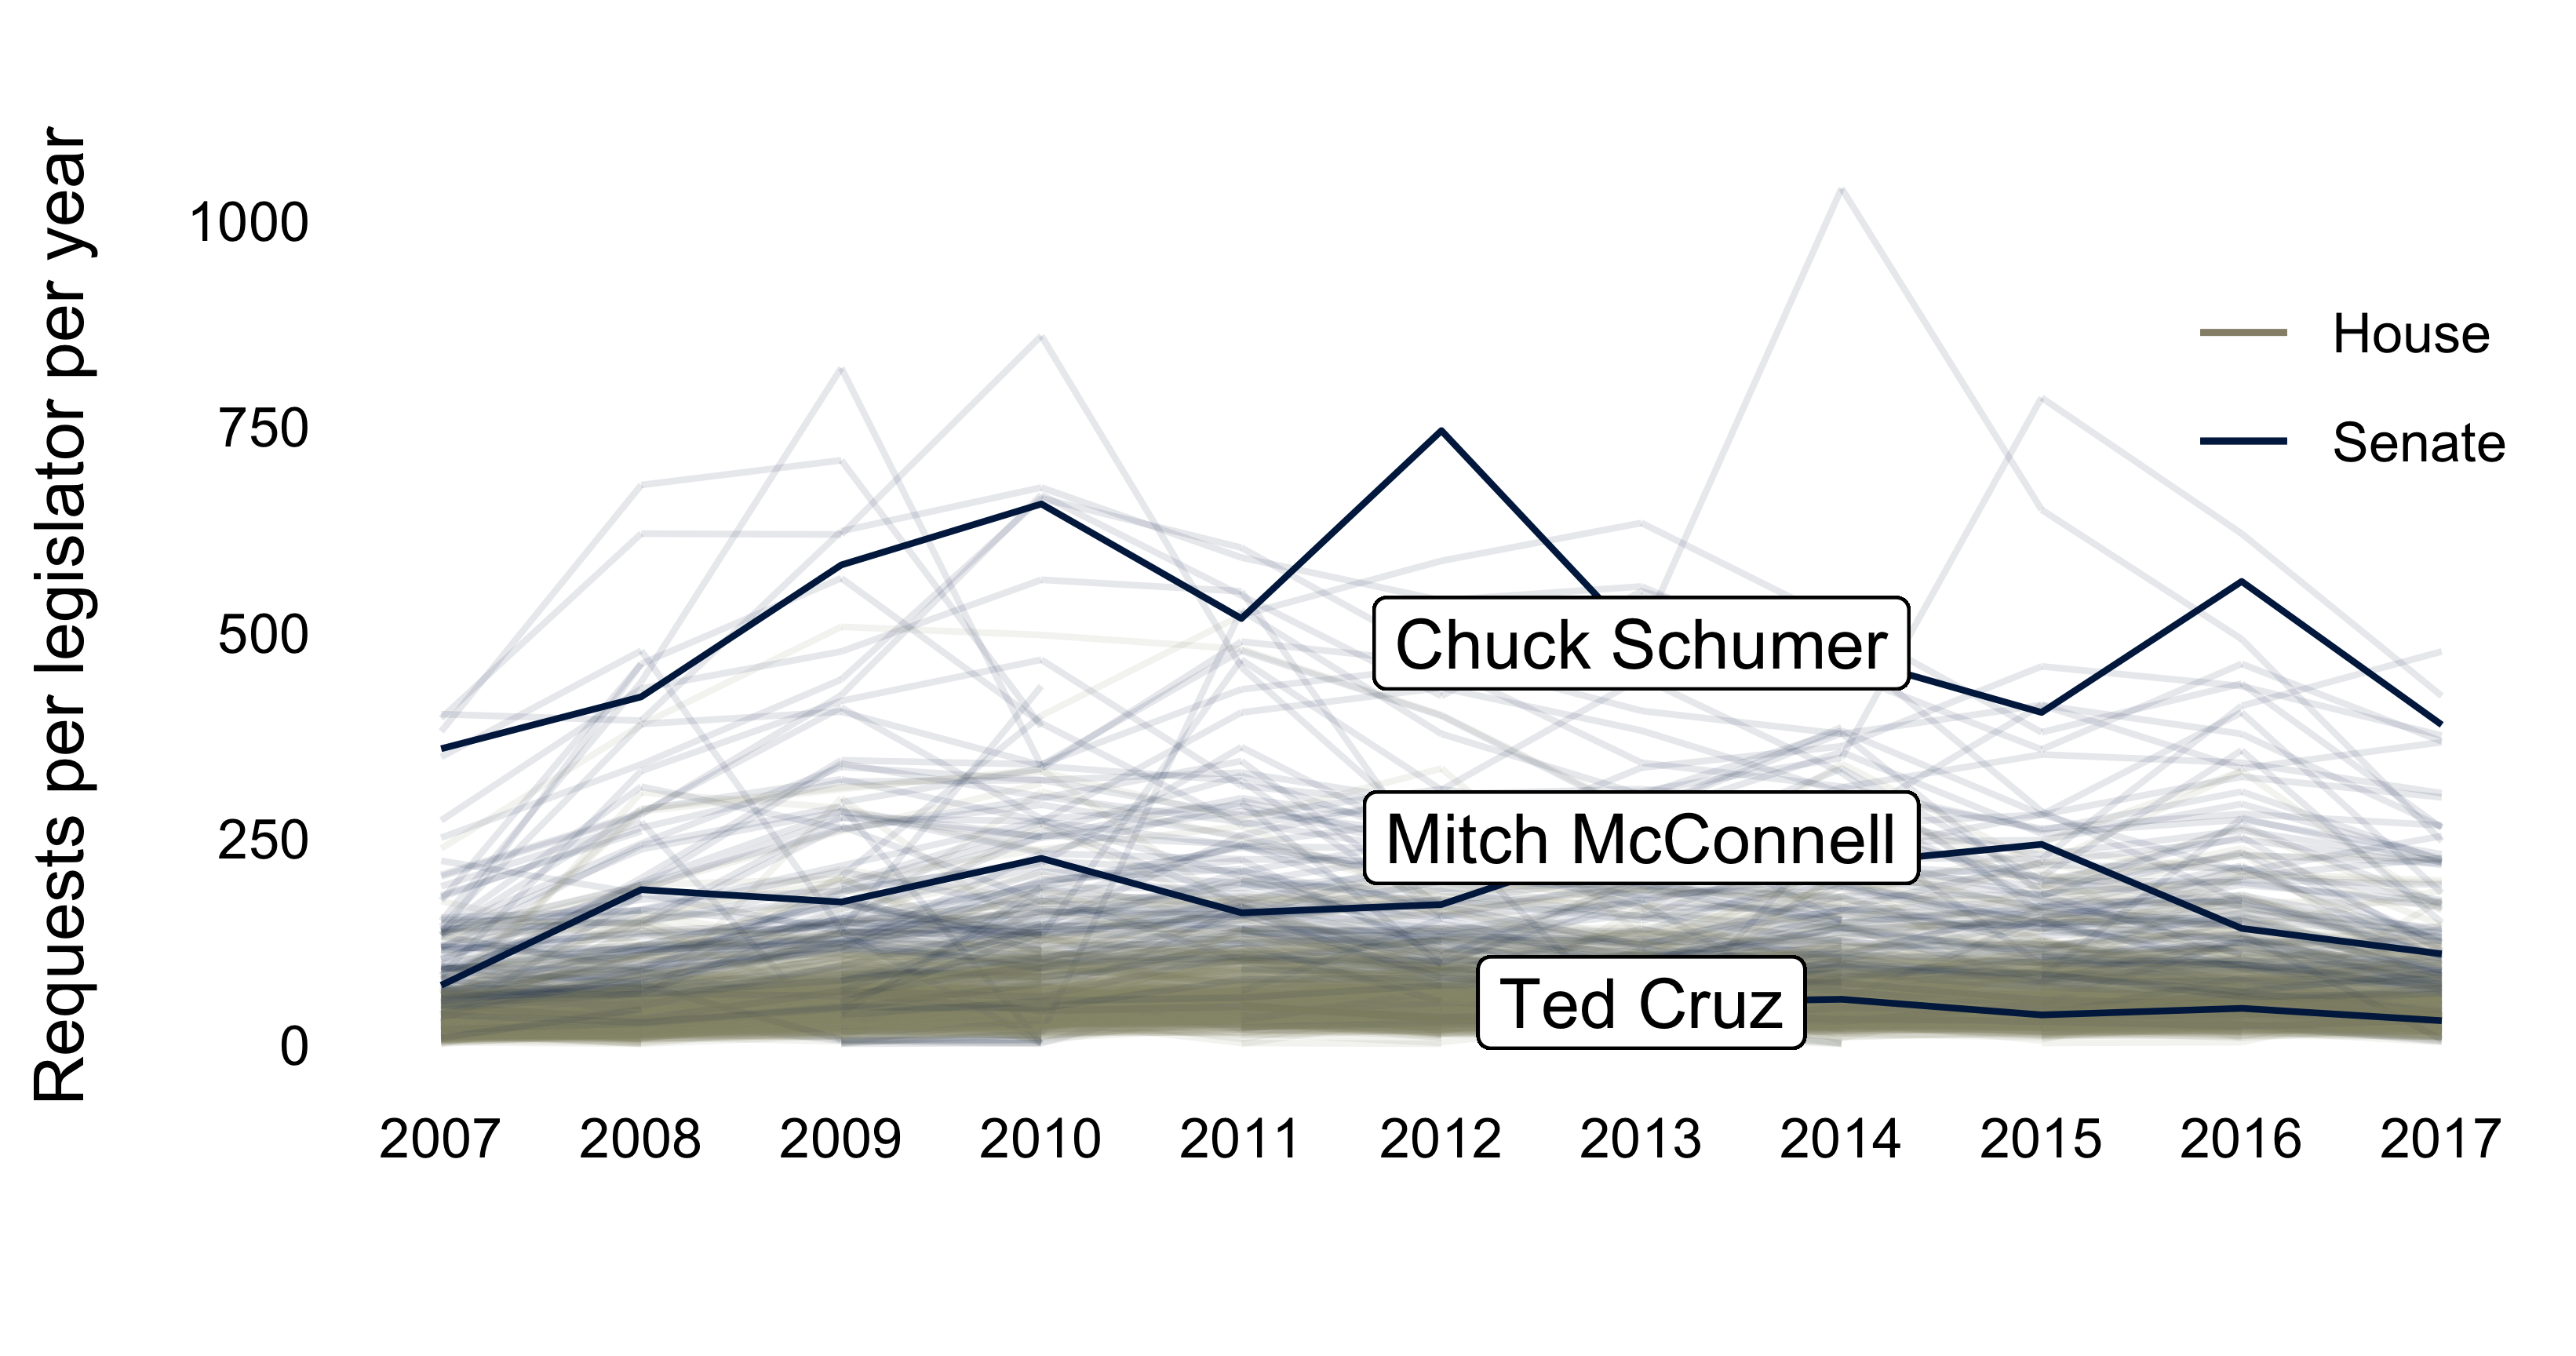 Requests per legislator per year
1000
750
500
250
0
House
Senate
Chuck Schumer
Mitch McConnell
Ted Cruz
2007 2008 2009 2010 2011 2012 2013 2014 2015 2016 2017